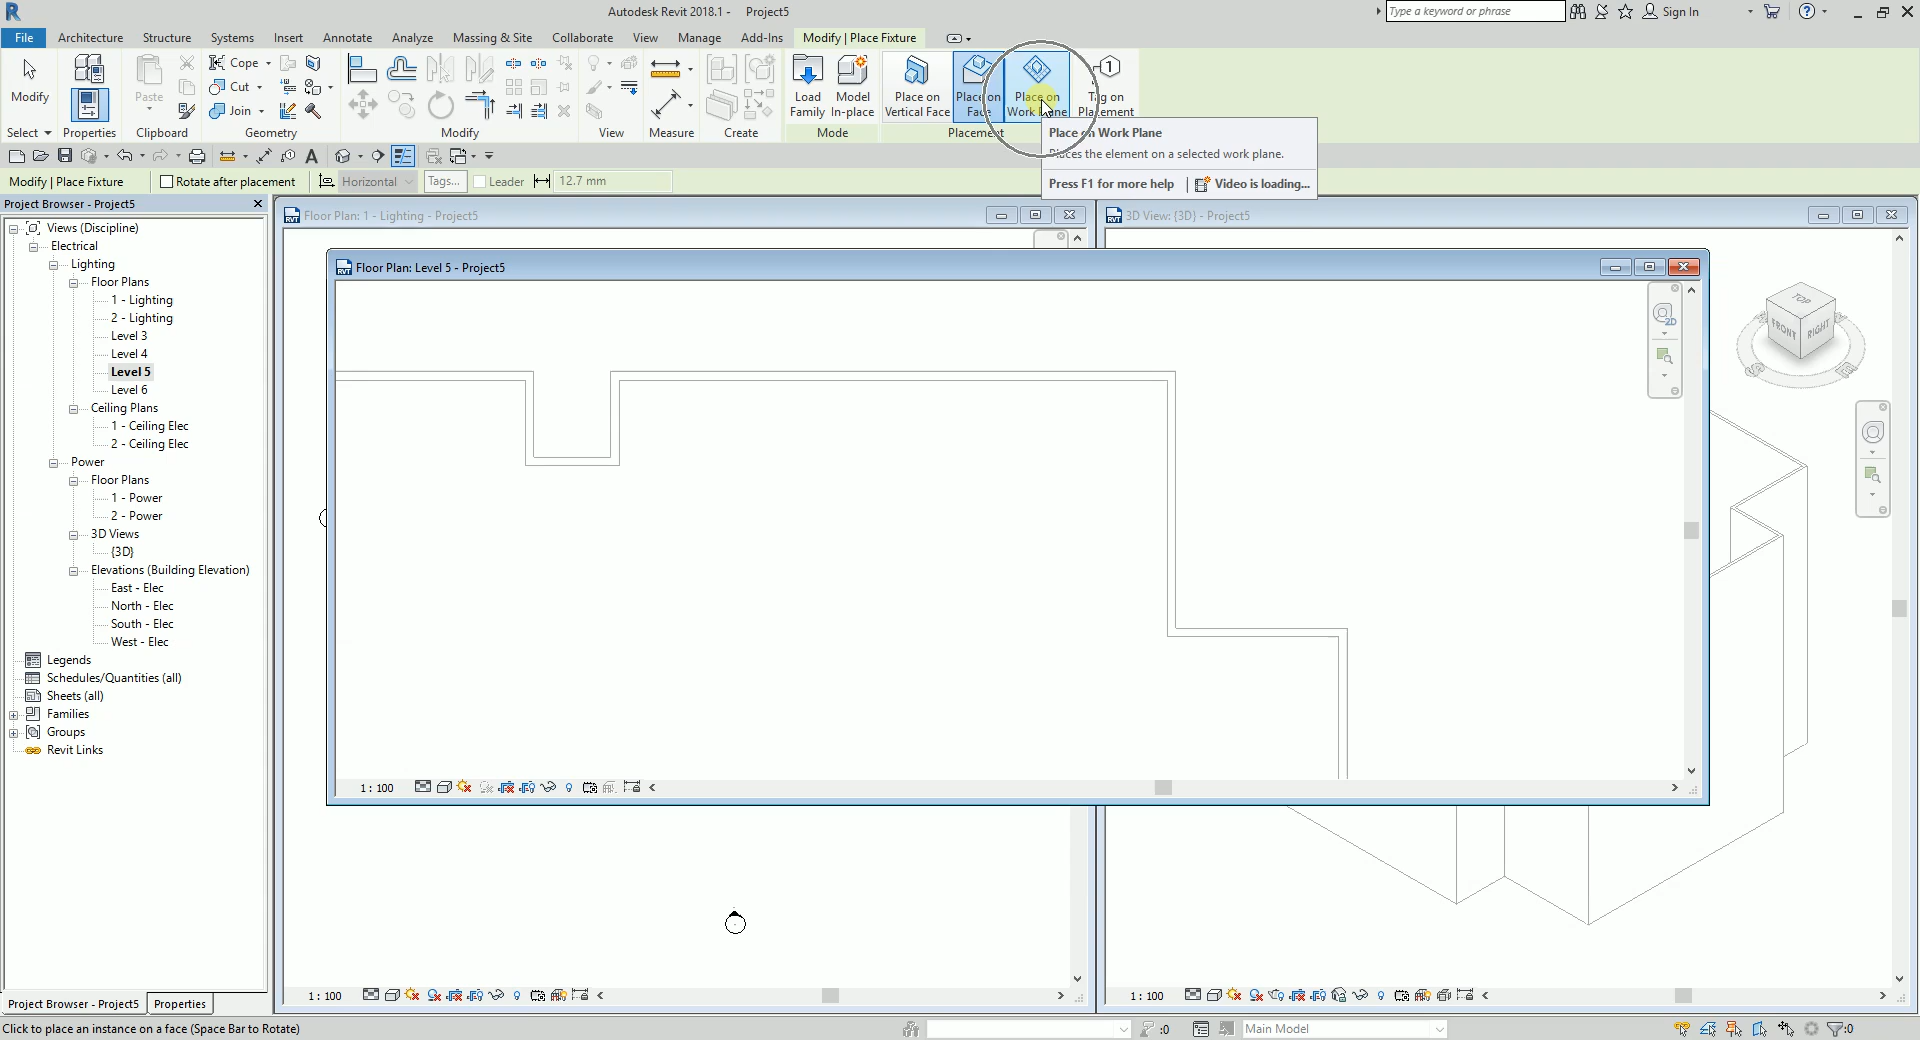 Autodesk Revit 2018.1 - Project5
Type a keyword or phrase
Sign In
File Architecture Structure Systems Insert Annotate Analyze Massing & Site Collaborate View Manage Add-Ins Modify | Place Fixture
Modify
Paste
Cope
Cut
Join
Load Family
Model In-place
Place on Vertical Face
Place on Face
Place on Work Plane
Tag on Placement
Select Properties Clipboard Geometry Modify View Measure Create Mode Placement
Place on Work Plane
Places the element on a selected work plane.
Press F1 for more help
Video is loading...
Modify | Place Fixture
Rotate after placement
Horizontal
Tags...
Leader
12.7 mm
Project Browser - Project5
Views (Discipline)
Electrical
Lighting
Floor Plans
1 - Lighting
2 - Lighting
Level 3
Level 4
Level 5
Level 6
Ceiling Plans
1 - Ceiling Elec
2 - Ceiling Elec
Power
Floor Plans
1 - Power
2 - Power
3D Views
{3D}
Elevations (Building Elevation)
East - Elec
North - Elec
South - Elec
West - Elec
Legends
Schedules/Quantities (all)
Sheets (all)
Families
Groups
Revit Links
Project Browser - Project5 Properties
Floor Plan: 1 - Lighting - Project5
3D View: {3D} - Project5
Floor Plan: Level 5 - Project5
2D
TOP
FRONT
RIGHT
S
E
1 : 100
1 : 100
1 : 100
Click to place an instance on a face (Space Bar to Rotate)
:0
Main Model
:0